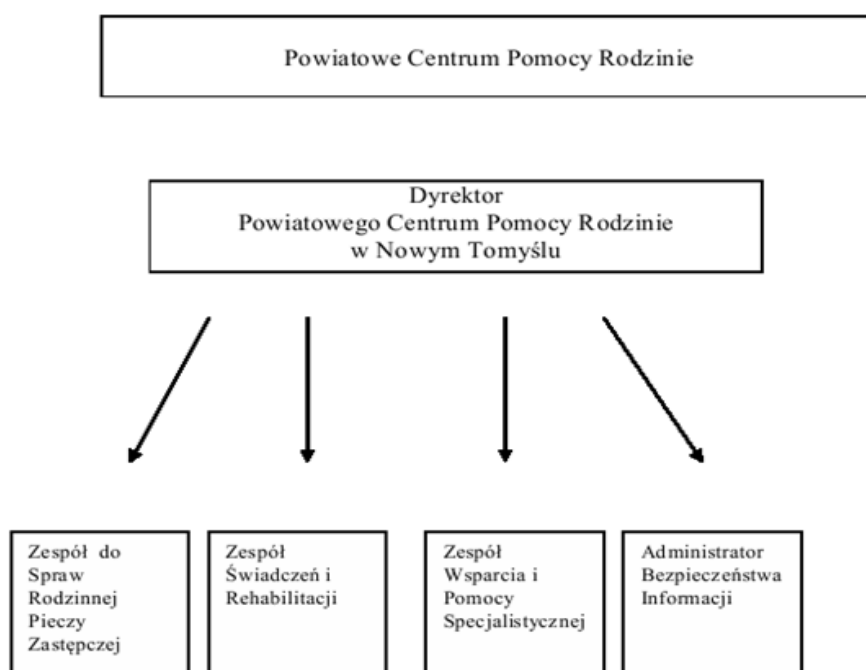 Powiatowe Centrum Pomocy Rodzinie
Dyrektor
Powiatowego Centrum Pomocy Rodzinie
w Nowym Tomyślu
Zespół do
Spraw
Rodzinnej
Pieczy
Zastępczej
Zespół
Świadczeń i
Rehabilitacji
Zespół
Wsparcia i
Pomocy
Specjalistycznej
Administrator
Bezpieczeństwa
Informacji